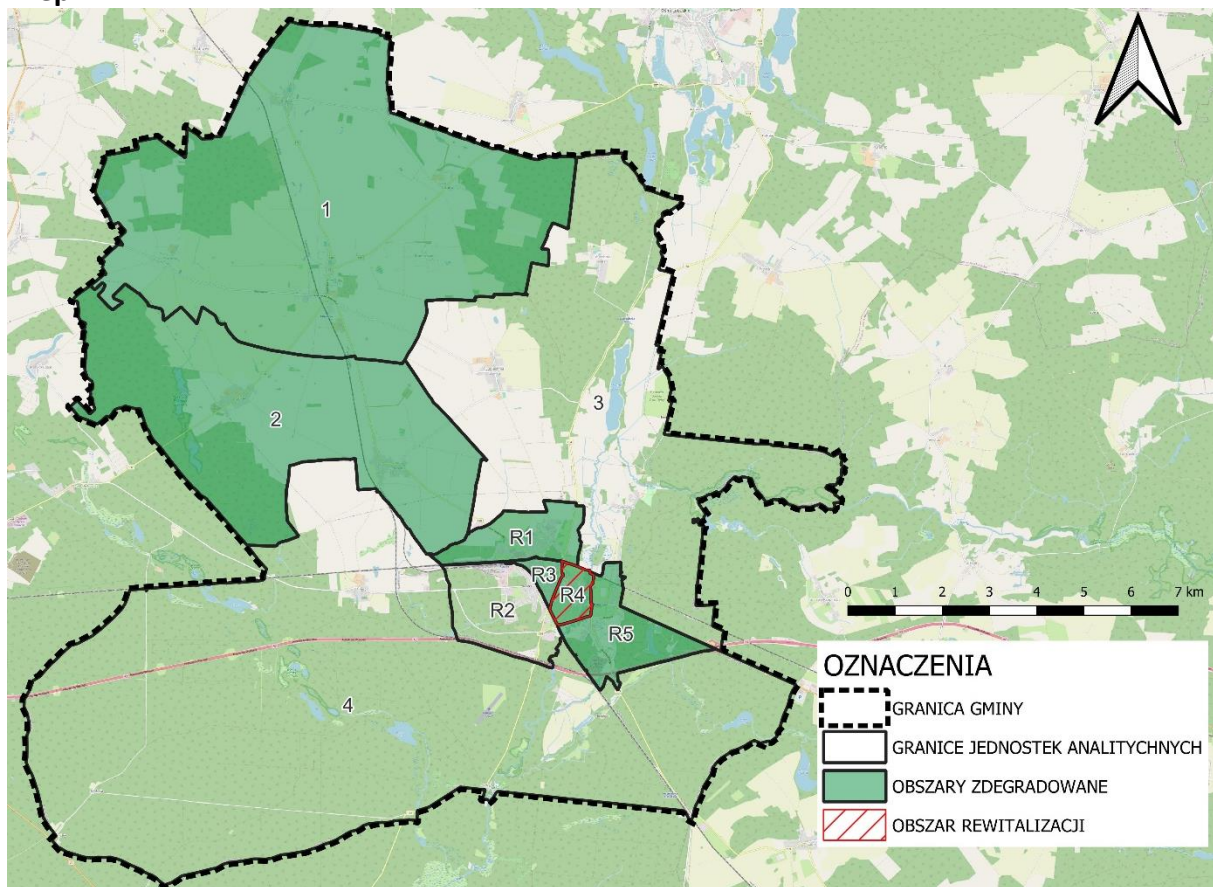 1
2
3
R1
R3
R4
R2
R5
4
0 1 2 3 4 5 6 7 km
OZNACZENIA
GRANICA GMINY
GRANICE JEDNOSTEK ANALITYCHNYCH
OBSZARY ZDEGRADOWANE
OBSZAR REWITALIZACJI